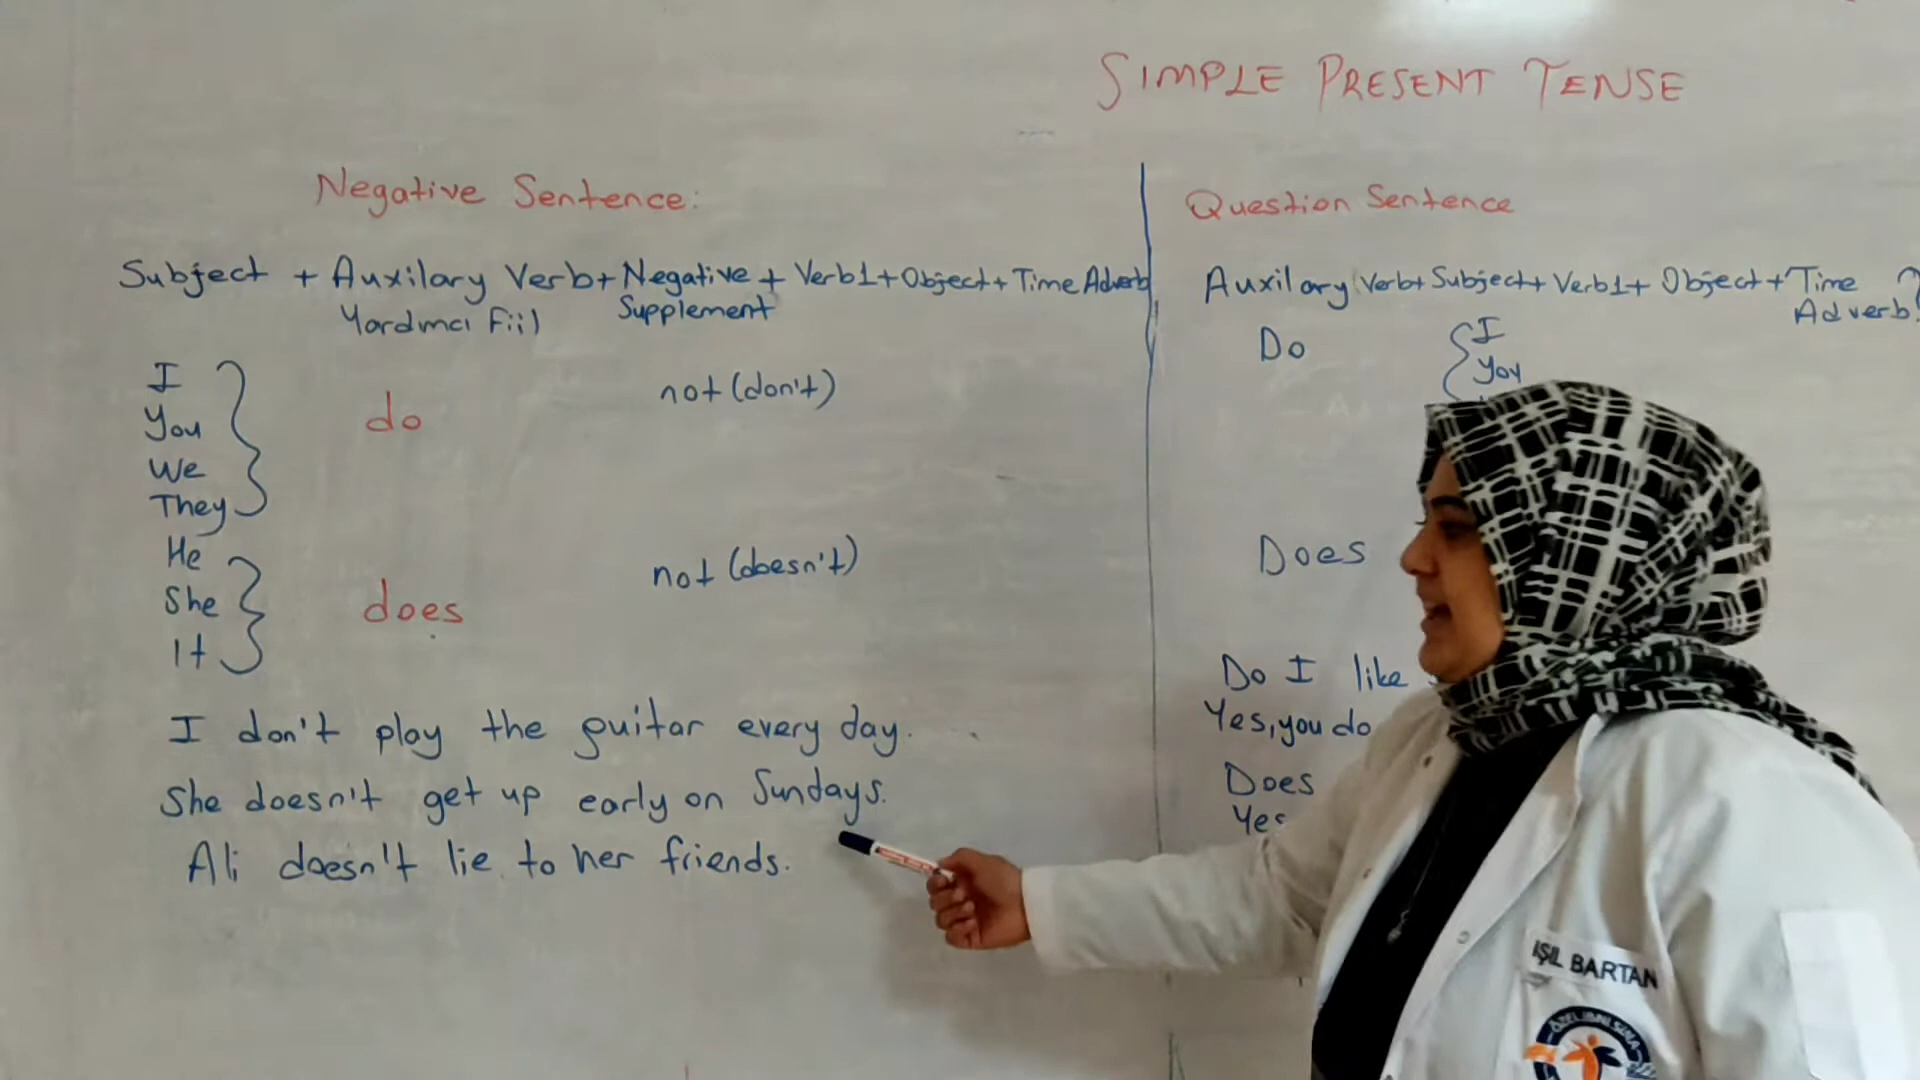 SIMPLE PRESENT TENSE
Negative Sentence:
Subject + Auxilary Verb + Negative + Verb1 + Object + Time Adverb
Yardımcı Fiil
Supplement
I
You
We
They
do
not (don't)
He
She
It
does
not (doesn't)
I don't play the guitar every day.
She doesn't get up early on Sundays.
Ali doesn't lie to her friends.
Question Sentence
Auxilary Verb + Subject + Verb1 + Object + Time ?
Adverb
Do
I
You
Does
Do I like
Yes, you do
Does
Yes
IŞIL BARTAN